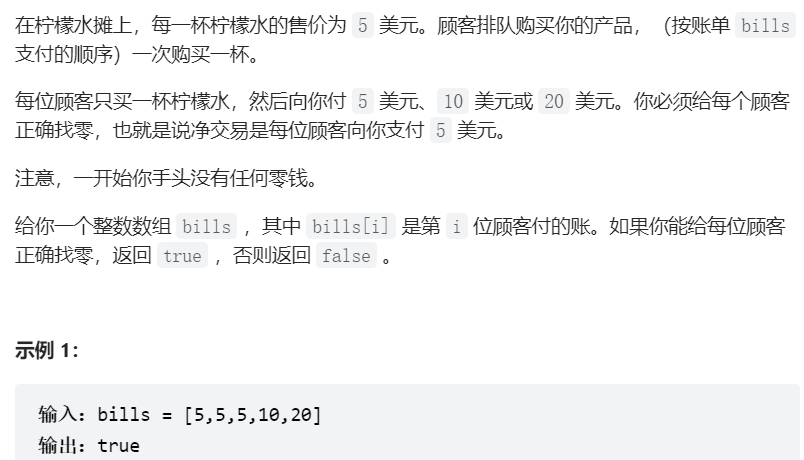 在柠檬水摊上，每一杯柠檬水的售价为 5 美元。顾客排队购买你的产品，（按账单 bills
支付的顺序）一次购买一杯。
每位顾客只买一杯柠檬水，然后向你付 5 美元、10 美元或 20 美元。你必须给每个顾客
正确找零，也就是说净交易是每位顾客向你支付 5 美元。
注意，一开始你手头没有任何零钱。
给你一个整数数组 bills ，其中 bills[i] 是第 i 位顾客付的账。如果你能给每位顾客
正确找零，返回 true ，否则返回 false 。
示例 1：
输入：bills = [5,5,5,10,20]
输出：true